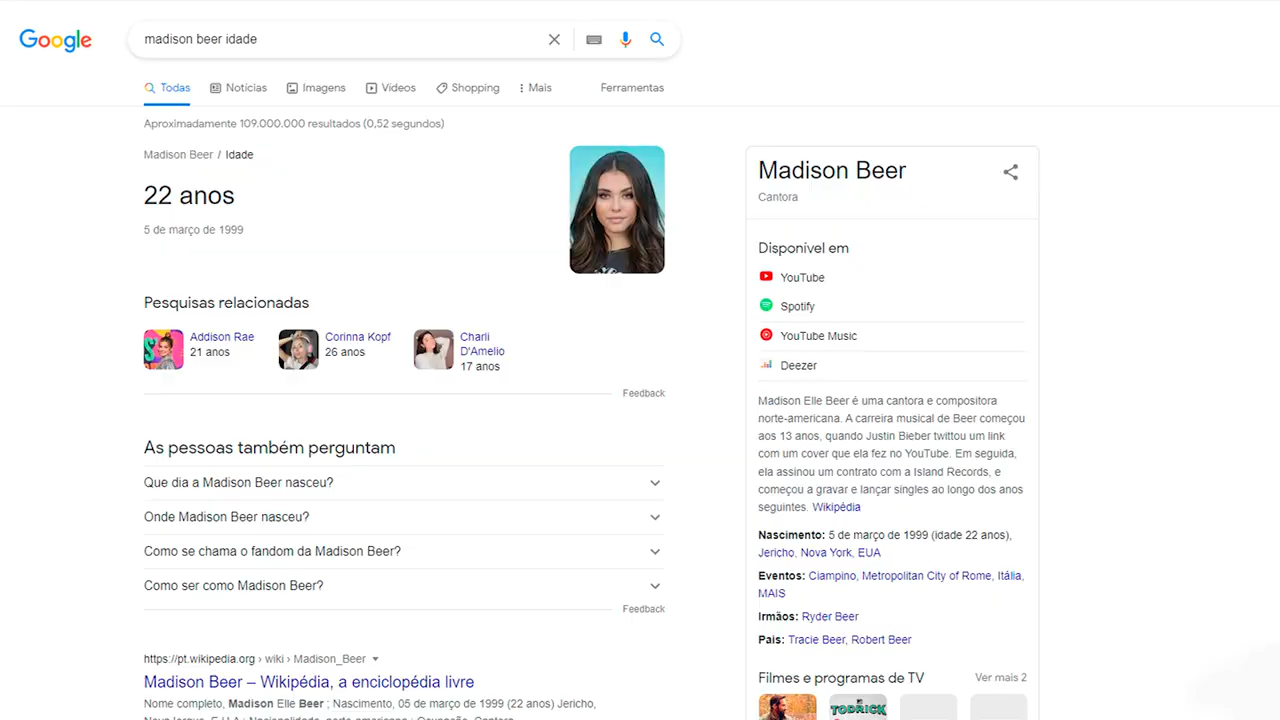 Google
madison beer idade
Todas
Notícias
Imagens
Vídeos
Shopping
Mais
Ferramentas
Aproximadamente 109.000.000 resultados (0,52 segundos)
Madison Beer / Idade
22 anos
5 de março de 1999
Pesquisas relacionadas
Addison Rae
21 anos
Corinna Kopf
26 anos
Charli
D'Amelio
17 anos
Feedback
As pessoas também perguntam
Que dia a Madison Beer nasceu?
Onde Madison Beer nasceu?
Como se chama o fandom da Madison Beer?
Como ser como Madison Beer?
Feedback
https://pt.wikipedia.org › wiki › Madison_Beer
Madison Beer – Wikipédia, a enciclopédia livre
Nome completo, Madison Elle Beer ; Nascimento, 05 de março de 1999 (22 anos) Jericho,
Madison Beer
Cantora
Disponível em
YouTube
Spotify
YouTube Music
Deezer
Madison Elle Beer é uma cantora e compositora
norte-americana. A carreira musical de Beer começou
aos 13 anos, quando Justin Bieber twittou um link
com um cover que ela fez no YouTube. Em seguida,
ela assinou um contrato com a Island Records, e
começou a gravar e lançar singles ao longo dos anos
seguintes. Wikipédia
Nascimento: 5 de março de 1999 (idade 22 anos),
Jericho, Nova York, EUA
Eventos: Ciampino, Metropolitan City of Rome, Itália,
MAIS
Irmãos: Ryder Beer
Pais: Tracie Beer, Robert Beer
Filmes e programas de TV
Ver mais 2
TODRICK